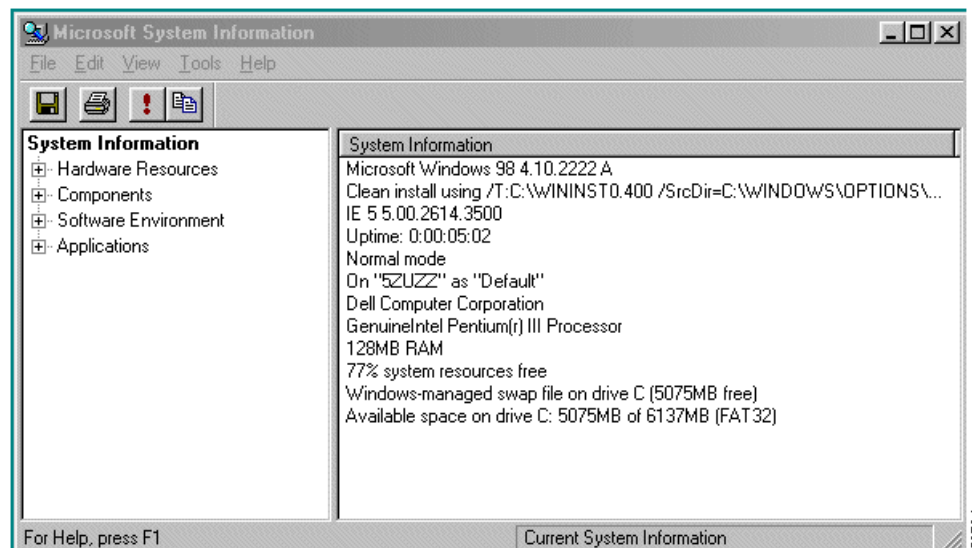 Microsoft System Information
File Edit View Tools Help
System Information
Hardware Resources
Components
Software Environment
Applications
System Information
Microsoft Windows 98 4.10.2222 A
Clean install using /T:C:\WININST0.400 /SrcDir=C:\WINDOWS\OPTIONS\...
IE 5 5.00.2614.3500
Uptime: 0:00:05:02
Normal mode
On "5ZUZZ" as "Default"
Dell Computer Corporation
GenuineIntel Pentium(r) III Processor
128MB RAM
77% system resources free
Windows-managed swap file on drive C (5075MB free)
Available space on drive C: 5075MB of 6137MB (FAT32)
For Help, press F1
Current System Information